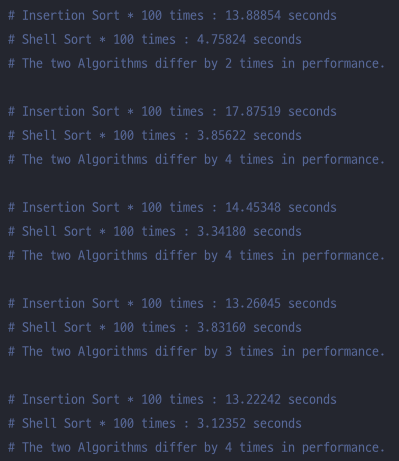 # Insertion Sort * 100 times : 13.88854 seconds
# Shell Sort * 100 times : 4.75824 seconds
# The two Algorithms differ by 2 times in performance.
# Insertion Sort * 100 times : 17.87519 seconds
# Shell Sort * 100 times : 3.85622 seconds
# The two Algorithms differ by 4 times in performance.
# Insertion Sort * 100 times : 14.45348 seconds
# Shell Sort * 100 times : 3.34180 seconds
# The two Algorithms differ by 4 times in performance.
# Insertion Sort * 100 times : 13.26045 seconds
# Shell Sort * 100 times : 3.83160 seconds
# The two Algorithms differ by 3 times in performance.
# Insertion Sort * 100 times : 13.22242 seconds
# Shell Sort * 100 times : 3.12352 seconds
# The two Algorithms differ by 4 times in performance.